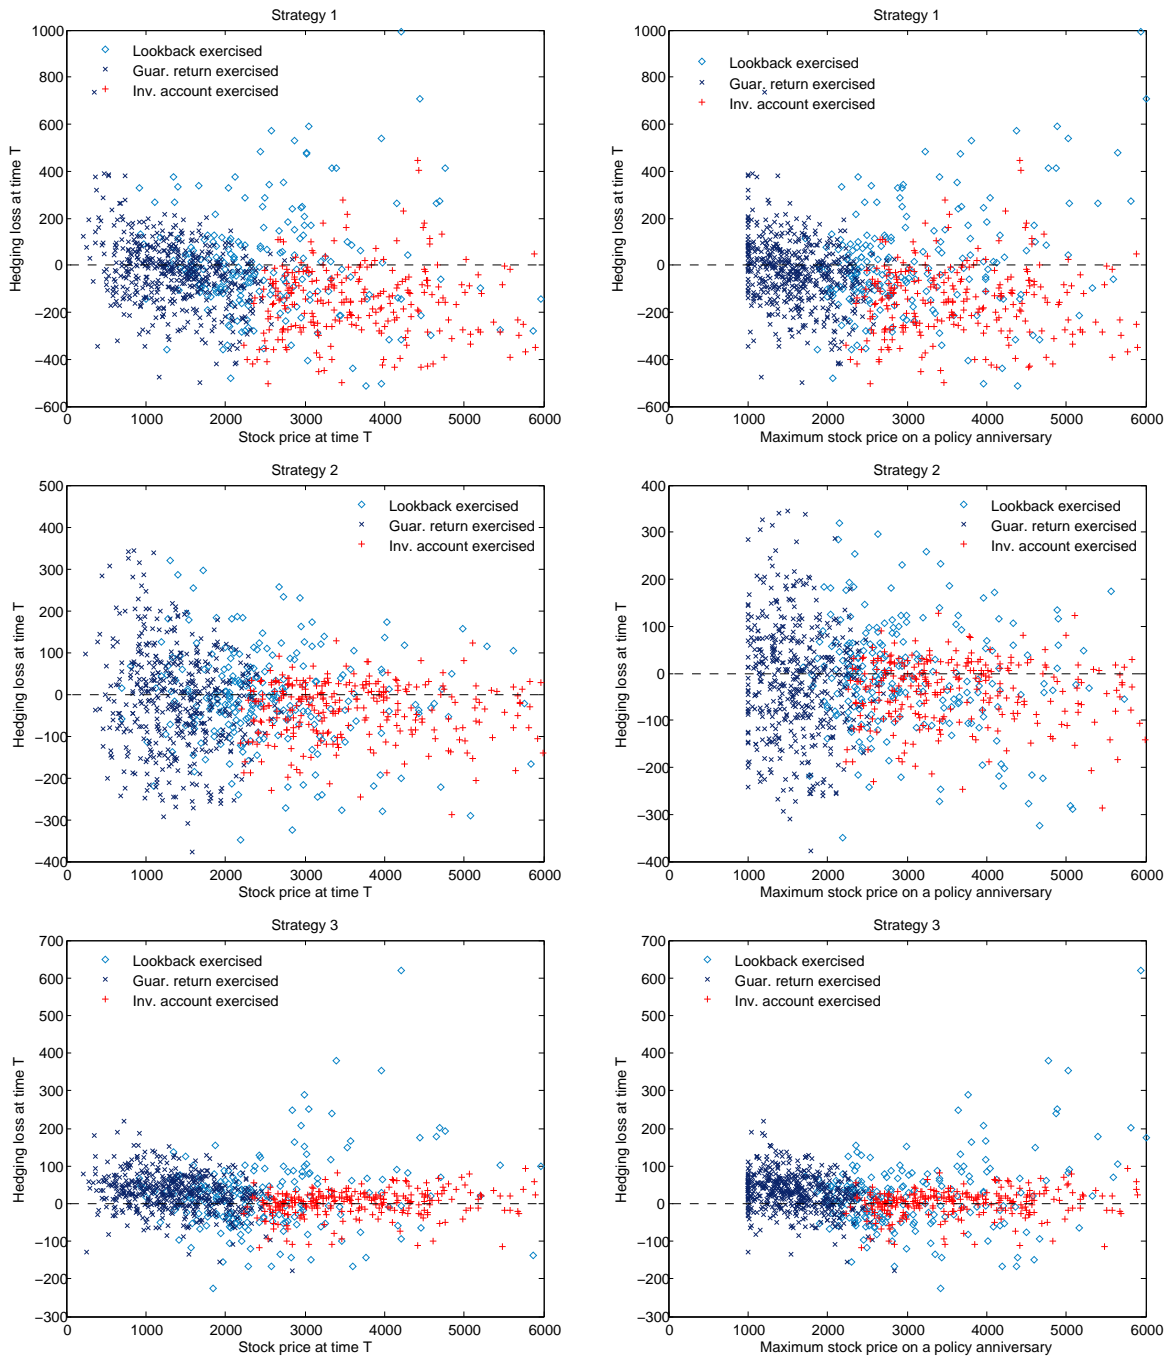 Strategy 1
Hedging loss at time T
1000
800
600
400
200
0
−200
−400
−600
Lookback exercised
Guar. return exercised
Inv. account exercised
0 1000 2000 3000 4000 5000 6000
Stock price at time T
Strategy 1
Hedging loss at time T
1000
800
600
400
200
0
−200
−400
−600
Lookback exercised
Guar. return exercised
Inv. account exercised
0 1000 2000 3000 4000 5000 6000
Maximum stock price on a policy anniversary
Strategy 2
Hedging loss at time T
500
400
300
200
100
0
−100
−200
−300
−400
Lookback exercised
Guar. return exercised
Inv. account exercised
0 1000 2000 3000 4000 5000 6000
Stock price at time T
Strategy 2
Hedging loss at time T
400
300
200
100
0
−100
−200
−300
−400
Lookback exercised
Guar. return exercised
Inv. account exercised
0 1000 2000 3000 4000 5000 6000
Maximum stock price on a policy anniversary
Strategy 3
Hedging loss at time T
700
600
500
400
300
200
100
0
−100
−200
−300
Lookback exercised
Guar. return exercised
Inv. account exercised
0 1000 2000 3000 4000 5000 6000
Stock price at time T
Strategy 3
Hedging loss at time T
700
600
500
400
300
200
100
0
−100
−200
−300
Lookback exercised
Guar. return exercised
Inv. account exercised
0 1000 2000 3000 4000 5000 6000
Maximum stock price on a policy anniversary